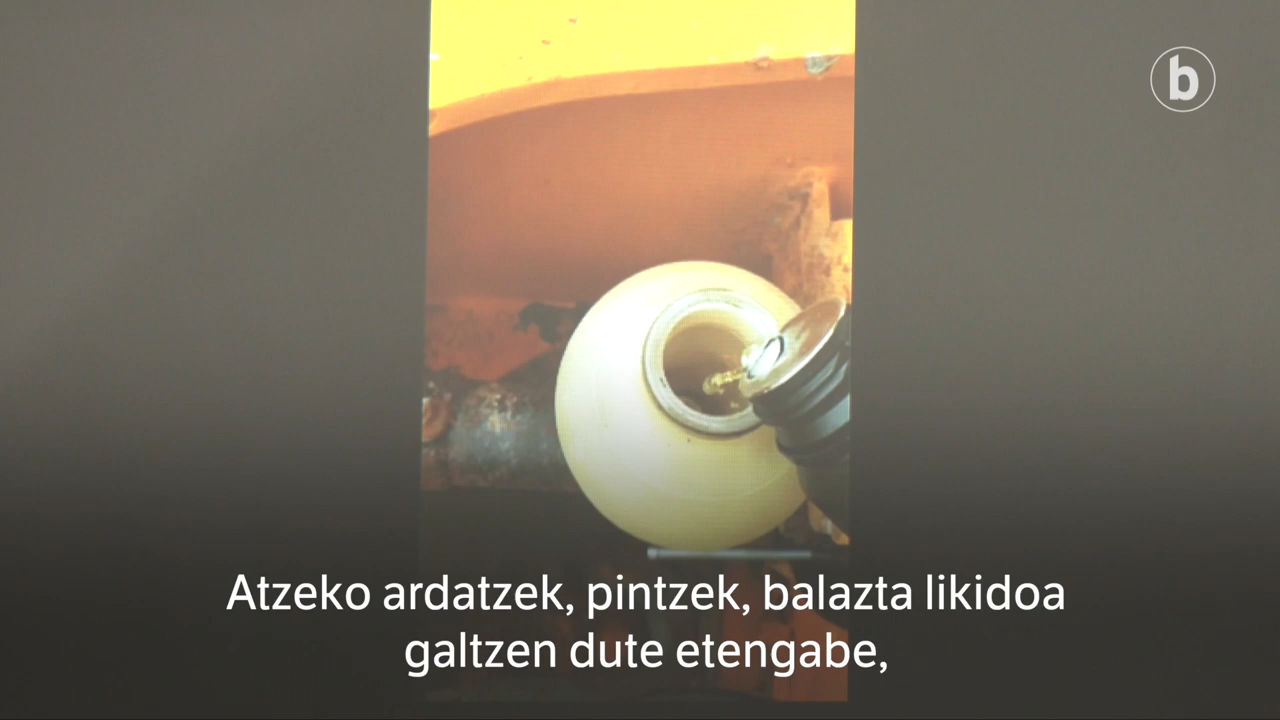 b
Atzeko ardatzek, pintzek, balazta likidoa
galtzen dute etengabe,